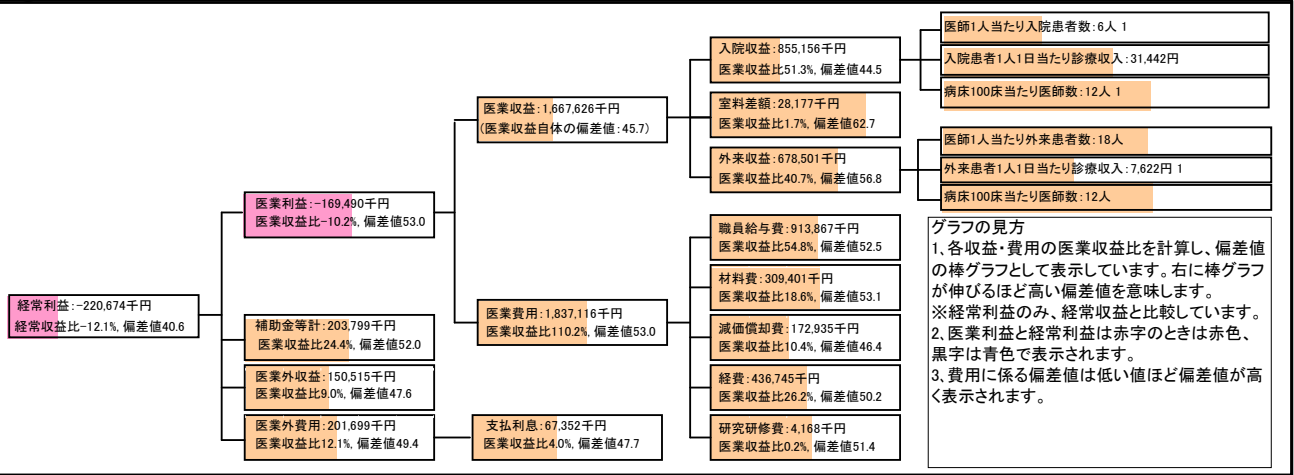 経常利益:-220,674千円
経常収益比-12.1%, 偏差値40.6
医業利益:-169,490千円
医業収益比-10.2%, 偏差値53.0
補助金等計:203,799千円
医業収益比24.4%, 偏差値52.0
医業外収益:150,515千円
医業収益比9.0%, 偏差値47.6
医業外費用:201,699千円
医業収益比12.1%, 偏差値49.4
医業収益:1,667,626千円
(医業収益自体の偏差値:45.7)
医業費用:1,837,116千円
医業収益比110.2%, 偏差値53.0
支払利息:67,352千円
医業収益比4.0%, 偏差値47.7
入院収益:855,156千円
医業収益比51.3%, 偏差値44.5
室料差額:28,177千円
医業収益比1.7%, 偏差値62.7
外来収益:678,501千円
医業収益比40.7%, 偏差値56.8
職員給与費:913,867千円
医業収益比54.8%, 偏差値52.5
材料費:309,401千円
医業収益比18.6%, 偏差値53.1
減価償却費:172,935千円
医業収益比10.4%, 偏差値46.4
経費:436,745千円
医業収益比26.2%, 偏差値50.2
研究研修費:4,168千円
医業収益比0.2%, 偏差値51.4
医師1人当たり入院患者数:6人 1
入院患者1人1日当たり診療収入:31,442円
病床100床当たり医師数:12人 1
医師1人当たり外来患者数:18人
外来患者1人1日当たり診療収入:7,622円 1
病床100床当たり医師数:12人
グラフの見方
1、各収益・費用の医業収益比を計算し、偏差値
の棒グラフとして表示しています。右に棒グラフ
が伸びるほど高い偏差値を意味します。
※経常利益のみ、経常収益と比較しています。
2、医業利益と経常利益は赤字のときは赤色、
黒字は青色で表示されます。
3、費用に係る偏差値は低い値ほど偏差値が高
く表示されます。